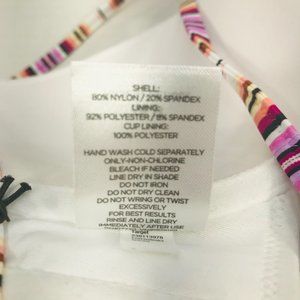 SHELL:
80% NYLON / 20% SPANDEX
LINING:
92% POLYESTER / 8% SPANDEX
CUP LINING:
100% POLYESTER
HAND WASH COLD SEPARATELY
ONLY-NON-CHLORINE
BLEACH IF NEEDED
LINE DRY IN SHADE
DO NOT IRON
DO NOT DRY CLEAN
DO NOT WRING OR TWIST
EXCESSIVELY
FOR BEST RESULTS
RINSE AND LINE DRY
IMMEDIATELY AFTER USE
Target